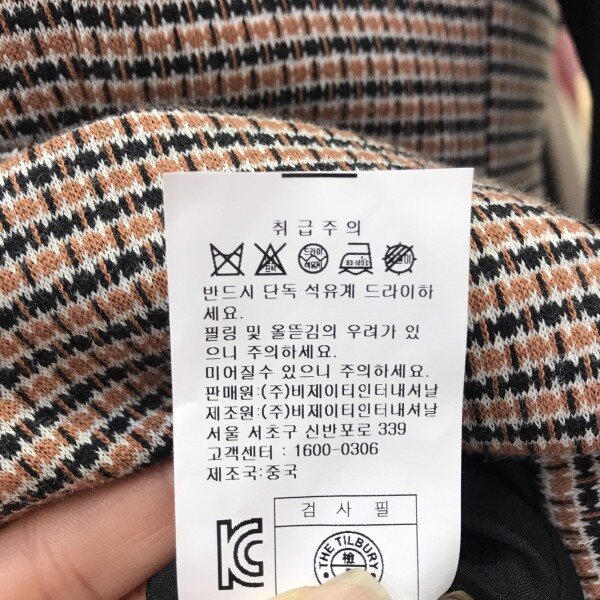 취급주의
드라이
석유계
80-120℃
반드시 단독 석유계 드라이하
세요.
필링 및 올뜯김의 우려가 있
으니 주의하세요.
미어질수 있으니 주의하세요.
판매원:(주)비제이티인터내셔날
제조원:(주)비제이티인터내셔날
서울 서초구 신반포로 339
고객센터 : 1600-0306
제조국:중국
검 사 필
THE TILBURY
檢